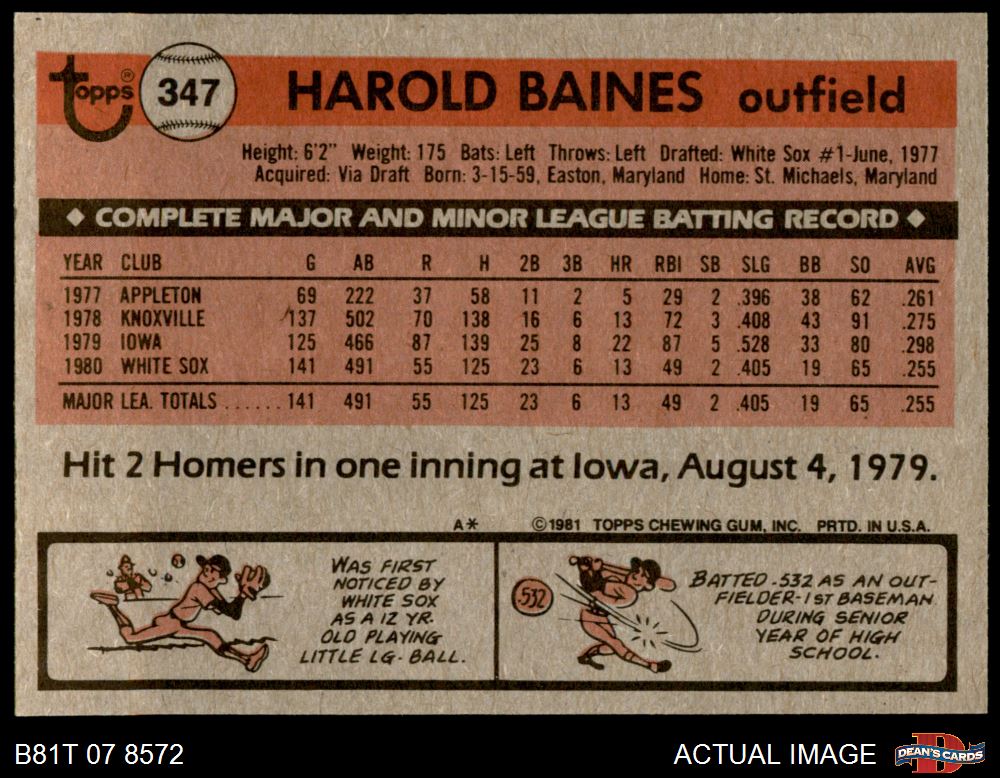 topps® 347 HAROLD BAINES outfield
Height: 6'2" Weight: 175 Bats: Left Throws: Left Drafted: White Sox #1-June, 1977
Acquired: Via Draft Born: 3-15-59, Easton, Maryland Home: St. Michaels, Maryland
◆ COMPLETE MAJOR AND MINOR LEAGUE BATTING RECORD ◆
YEAR CLUB G AB R H 2B 3B HR RBI SB SLG BB SO AVG
1977 APPLETON 69 222 37 58 11 2 5 29 2 .396 38 62 .261
1978 KNOXVILLE 137 502 70 138 16 6 13 72 3 .408 43 91 .275
1979 IOWA 125 466 87 139 25 8 22 87 5 .528 33 80 .298
1980 WHITE SOX 141 491 55 125 23 6 13 49 2 .405 19 65 .255
MAJOR LEA. TOTALS ...... 141 491 55 125 23 6 13 49 2 .405 19 65 .255
Hit 2 Homers in one inning at Iowa, August 4, 1979.
A* ©1981 TOPPS CHEWING GUM, INC. PRTD. IN U.S.A.
WAS FIRST
NOTICED BY
WHITE SOX
AS A 12 YR.
OLD PLAYING
LITTLE LG. BALL.
.532
BATTED .532 AS AN OUT-
FIELDER-1ST BASEMAN
DURING SENIOR
YEAR OF HIGH
SCHOOL.
B81T 07 8572 ACTUAL IMAGE DEAN'S CARDS